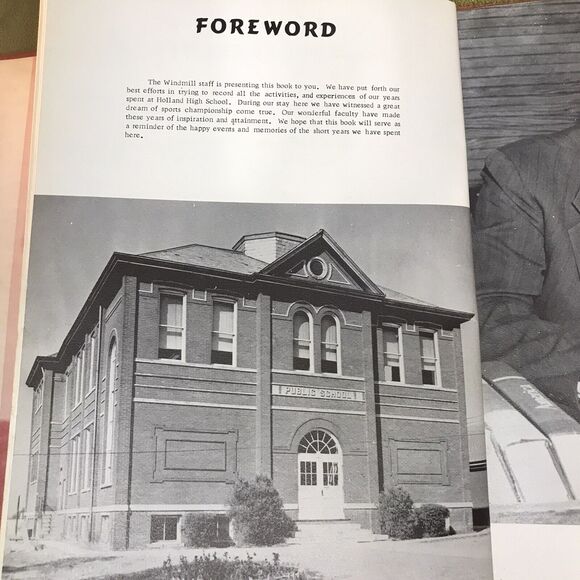 FOREWORD
The Windmill staff is presenting this book to you. We have put forth our
best efforts in trying to record all the activities, and experiences of our years
spent at Holland High School. During our stay here we have witnessed a great
dream of sports championship come true. Our wonderful faculty have made
these years of inspiration and attainment. We hope that this book will serve as
a reminder of the happy events and memories of the short years we have spent
here.
PUBLIC SCHOOL